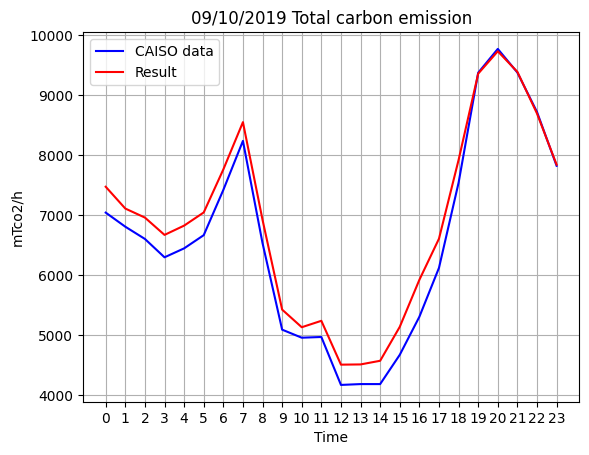 09/10/2019 Total carbon emission
CAISO data
Result
10000
9000
8000
7000
6000
5000
4000
mTco2/h
0 1 2 3 4 5 6 7 8 9 10 11 12 13 14 15 16 17 18 19 20 21 22 23
Time